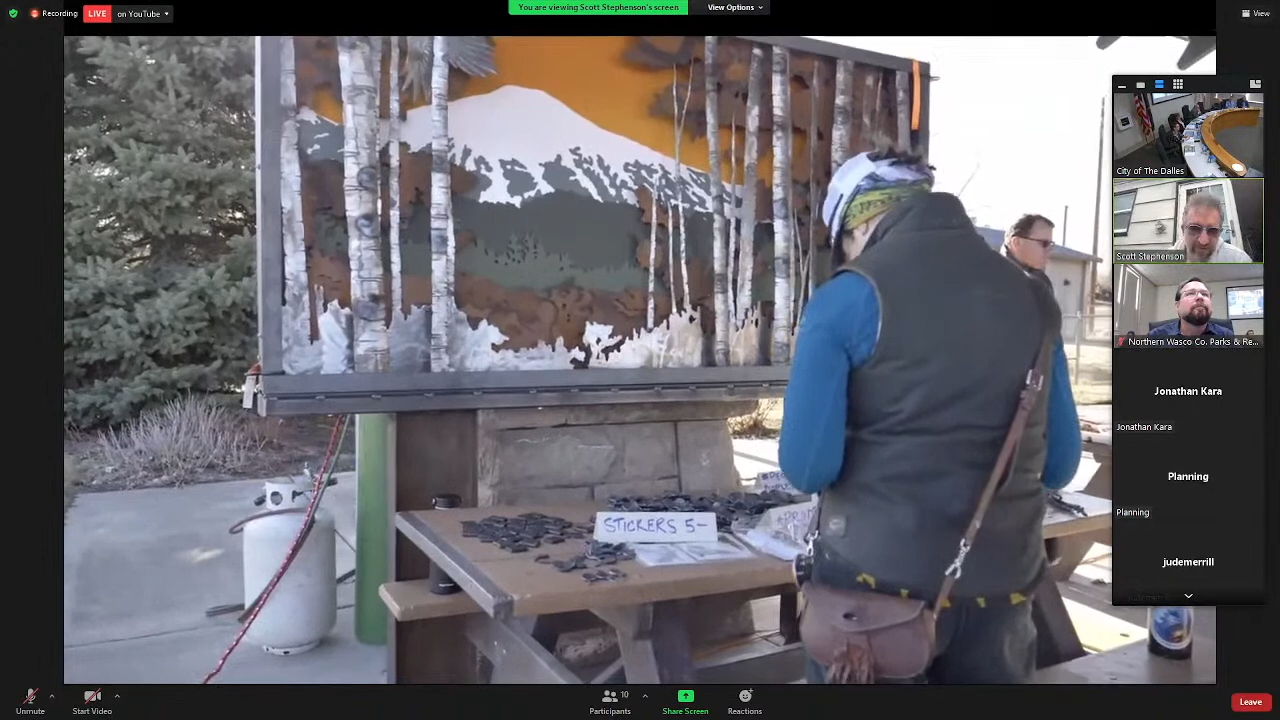 Recording
LIVE
on YouTube
You are viewing Scott Stephenson's screen
View Options
View
City of The Dalles
Scott Stephenson
Northern Wasco Co. Parks & Re...
Jonathan Kara
Jonathan Kara
Planning
Planning
judemerrill
STICKERS 5-
Unmute
Start Video
Participants
10
Share Screen
Reactions
Leave